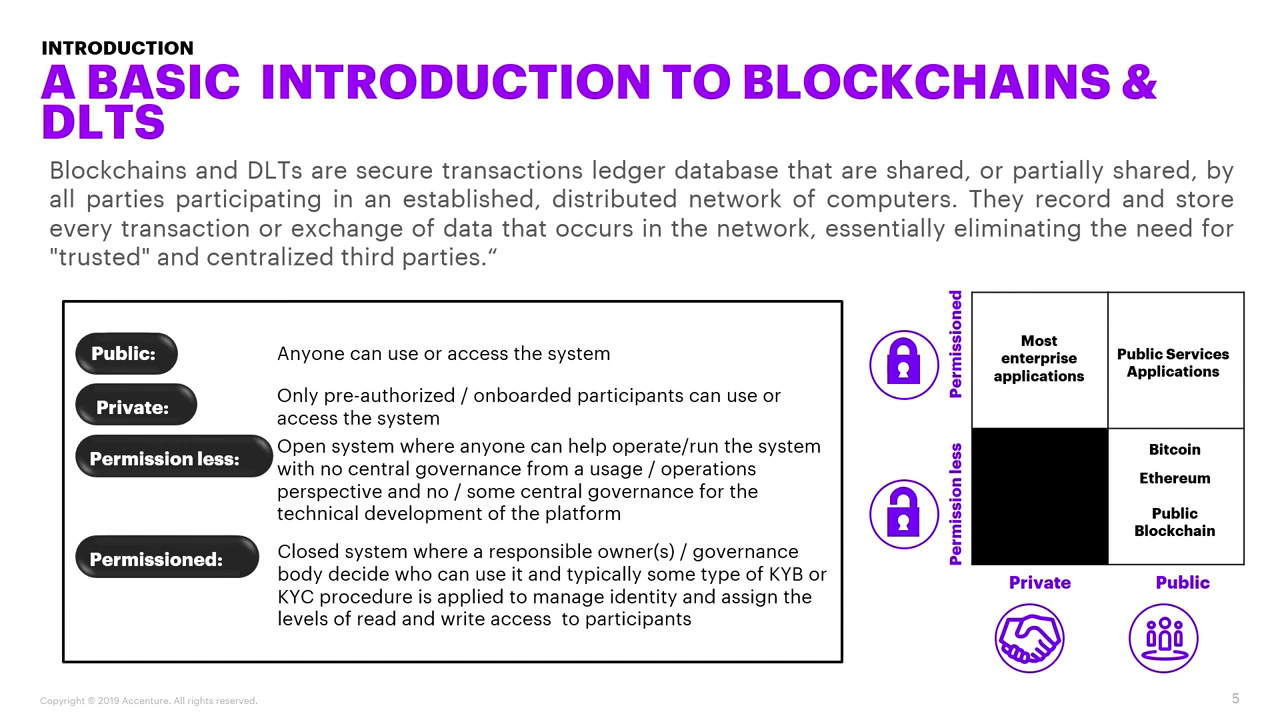 INTRODUCTION
A BASIC  INTRODUCTION TO BLOCKCHAINS &
DLTS
Blockchains and DLTs are secure transactions ledger database that are shared, or partially shared, by
all parties participating in an established, distributed network of computers. They record and store
every transaction or exchange of data that occurs in the network, essentially eliminating the need for
"trusted" and centralized third parties.“
Public:
Anyone can use or access the system
Private:
Only pre-authorized / onboarded participants can use or
access the system
Permission less:
Open system where anyone can help operate/run the system
with no central governance from a usage / operations
perspective and no / some central governance for the
technical development of the platform
Permissioned:
Closed system where a responsible owner(s) / governance
body decide who can use it and typically some type of KYB or
KYC procedure is applied to manage identity and assign the
levels of read and write access  to participants
Permissioned
Most
enterprise
applications
Public Services
Applications
Permission less
Bitcoin
Ethereum
Public
Blockchain
Private
Public
Copyright © 2019 Accenture. All rights reserved.
5